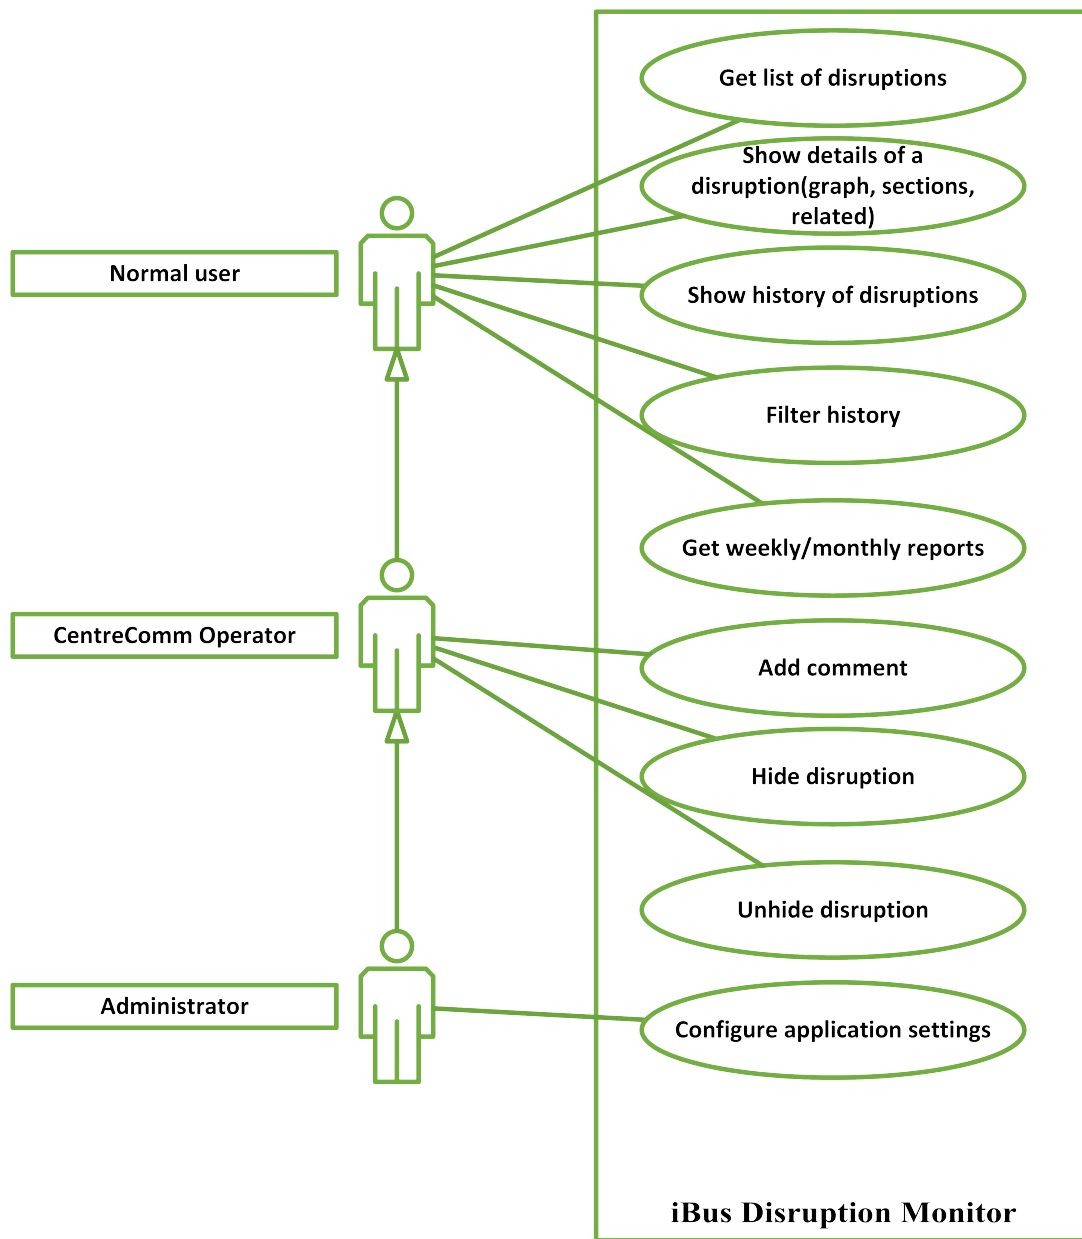 Get list of disruptions
Show details of a
disruption(graph, sections,
related)
Normal user
Show history of disruptions
Filter history
Get weekly/monthly reports
CentreComm Operator
Add comment
Hide disruption
Unhide disruption
Administrator
Configure application settings
iBus Disruption Monitor